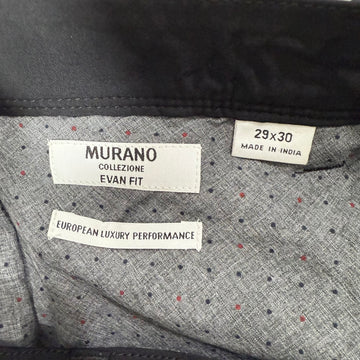 MURANO
COLLEZIONE
EVAN FIT
29x30
MADE IN INDIA
EUROPEAN LUXURY PERFORMANCE